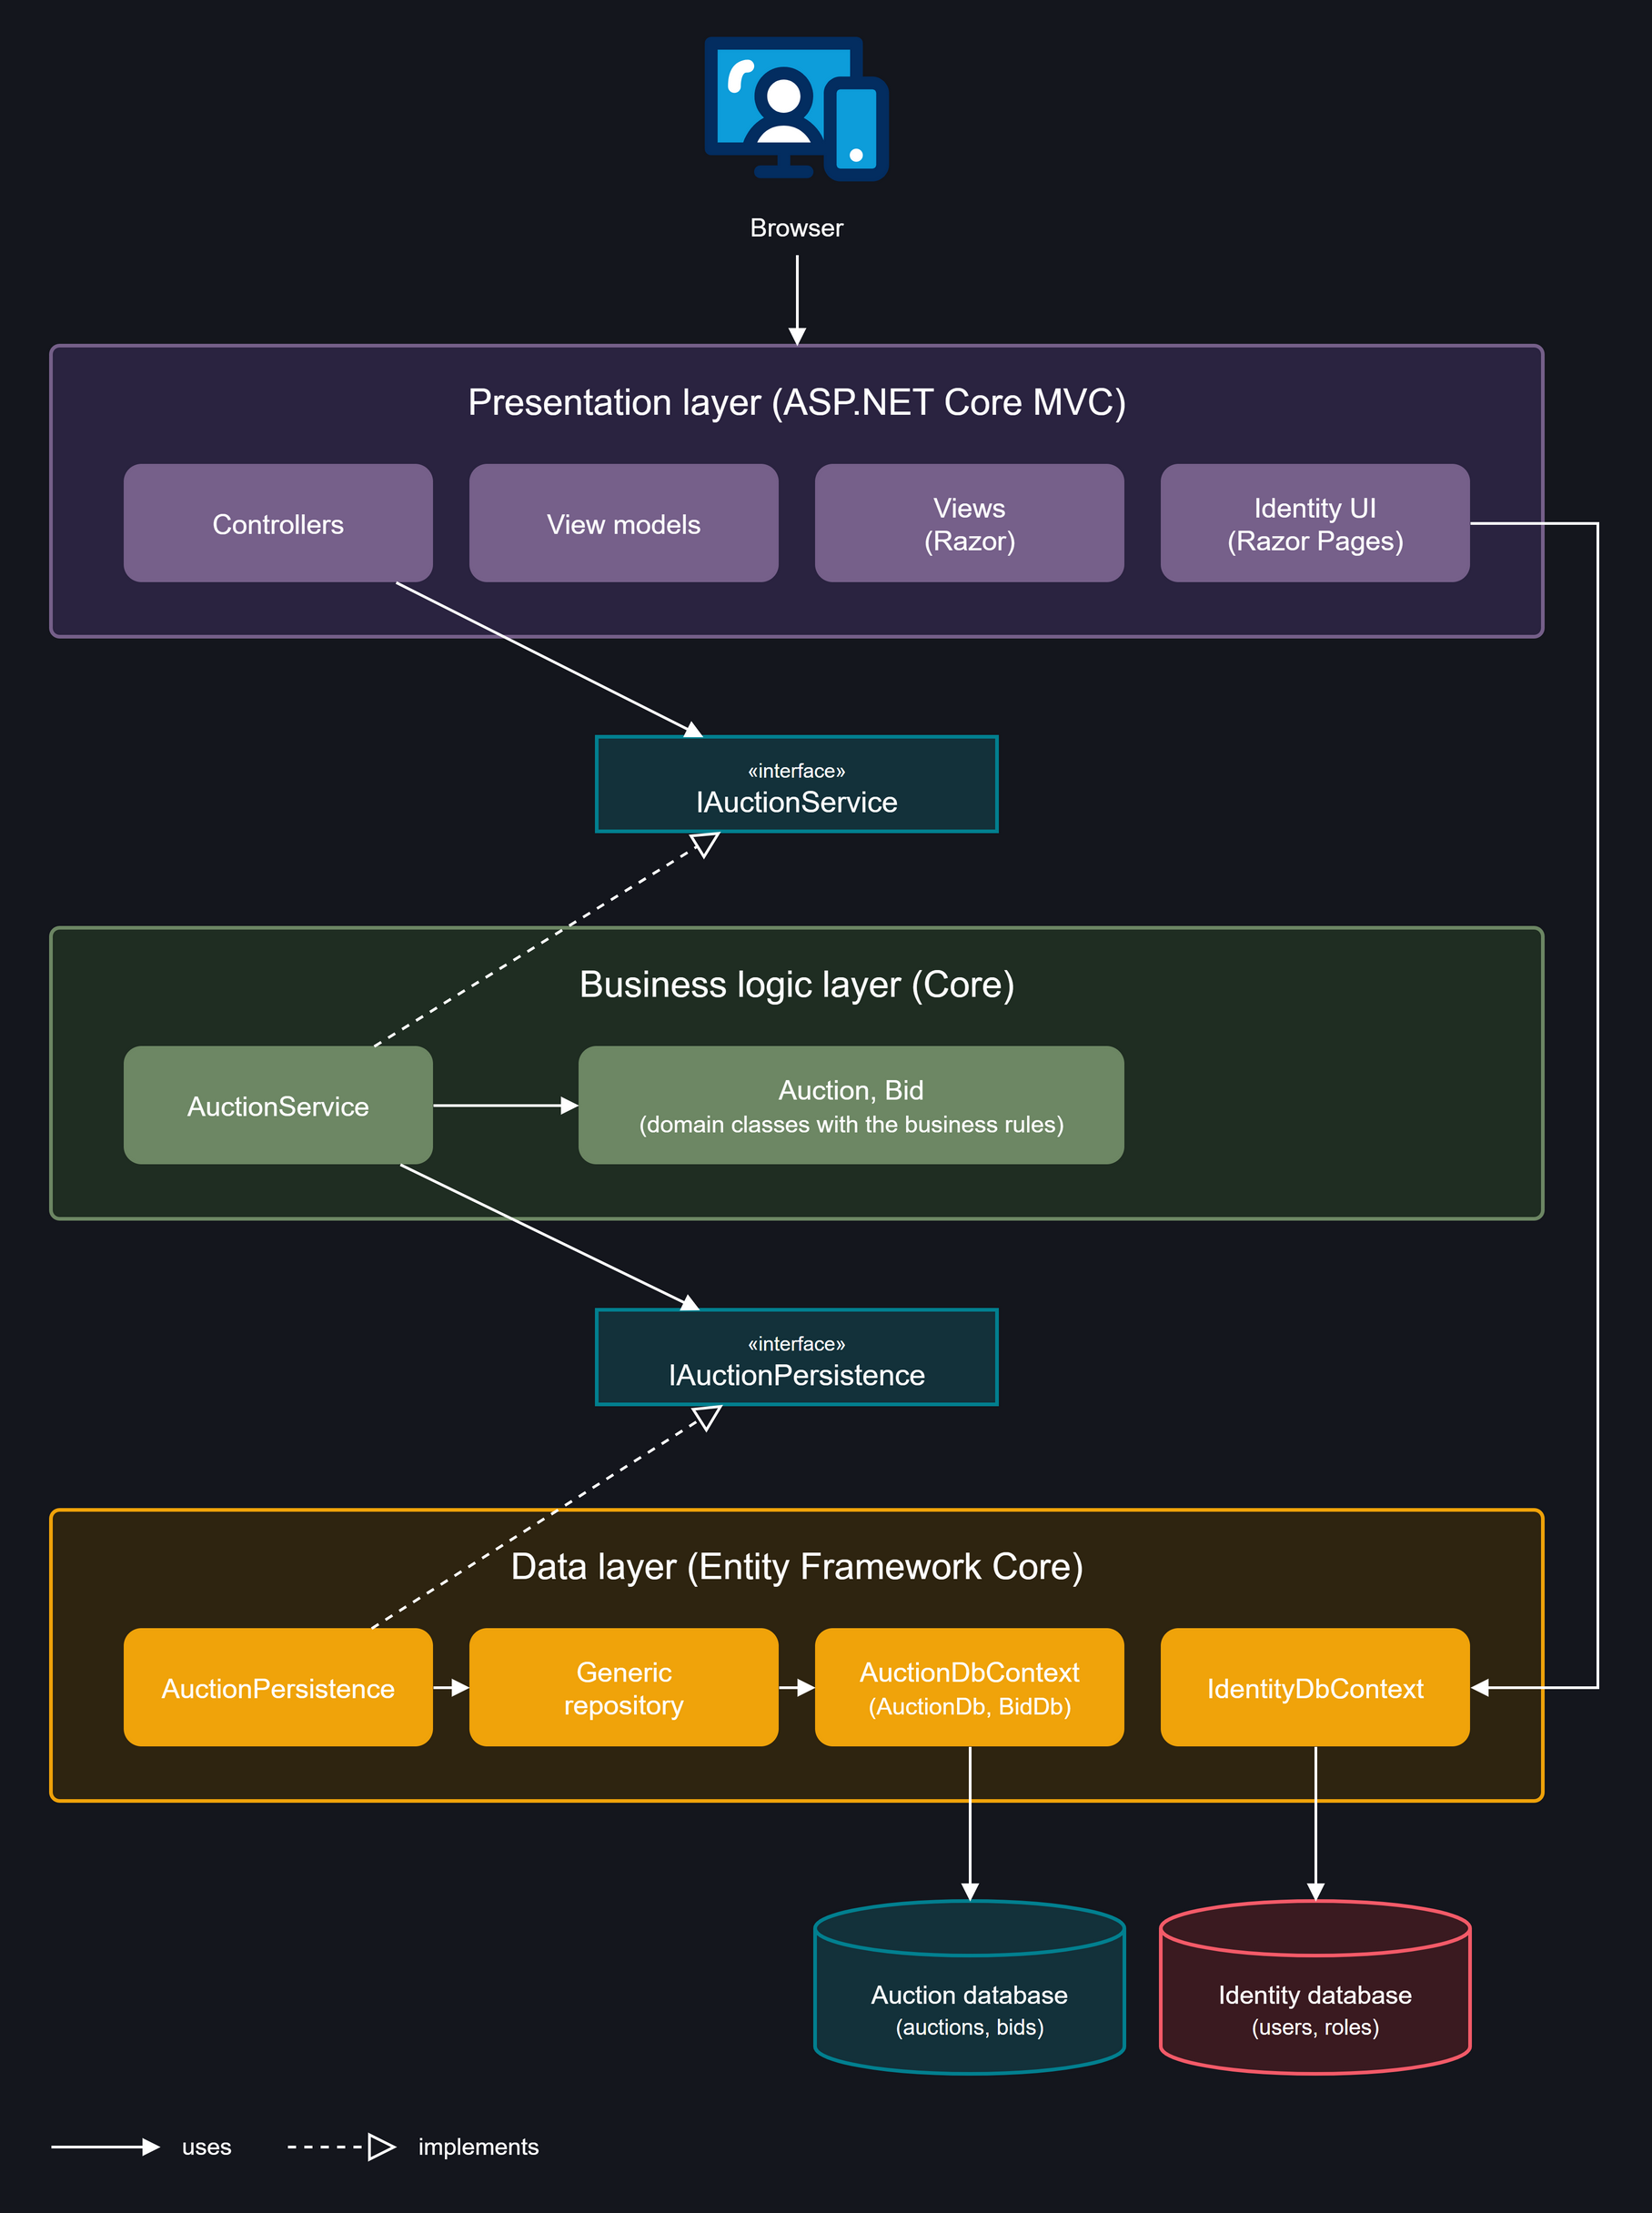 Browser
Presentation layer (ASP.NET Core MVC)
Controllers
View models
Views
(Razor)
Identity UI
(Razor Pages)
«interface»
IAuctionService
Business logic layer (Core)
AuctionService
Auction, Bid
(domain classes with the business rules)
«interface»
IAuctionPersistence
Data layer (Entity Framework Core)
AuctionPersistence
Generic
repository
AuctionDbContext
(AuctionDb, BidDb)
IdentityDbContext
Auction database
(auctions, bids)
Identity database
(users, roles)
uses
implements